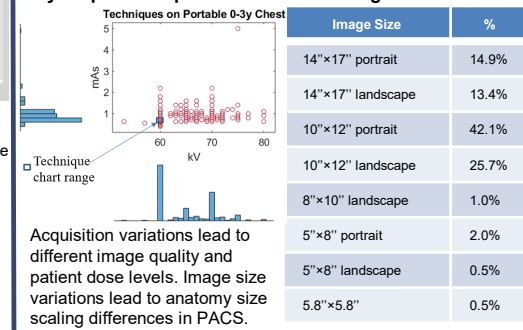 Techniques on Portable 0-3y Chest
5
4
3
2
1
mAs
60
70
80
kV
Technique
chart range
Acquisition variations lead to
different image quality and
patient dose levels. Image size
variations lead to anatomy size
scaling differences in PACS.
Image Size %
14”×17” portrait 14.9%
14”×17” landscape 13.4%
10”×12” portrait 42.1%
10”×12” landscape 25.7%
8”×10” landscape 1.0%
5”×8” portrait 2.0%
5”×8” landscape 0.5%
5.8”×5.8” 0.5%